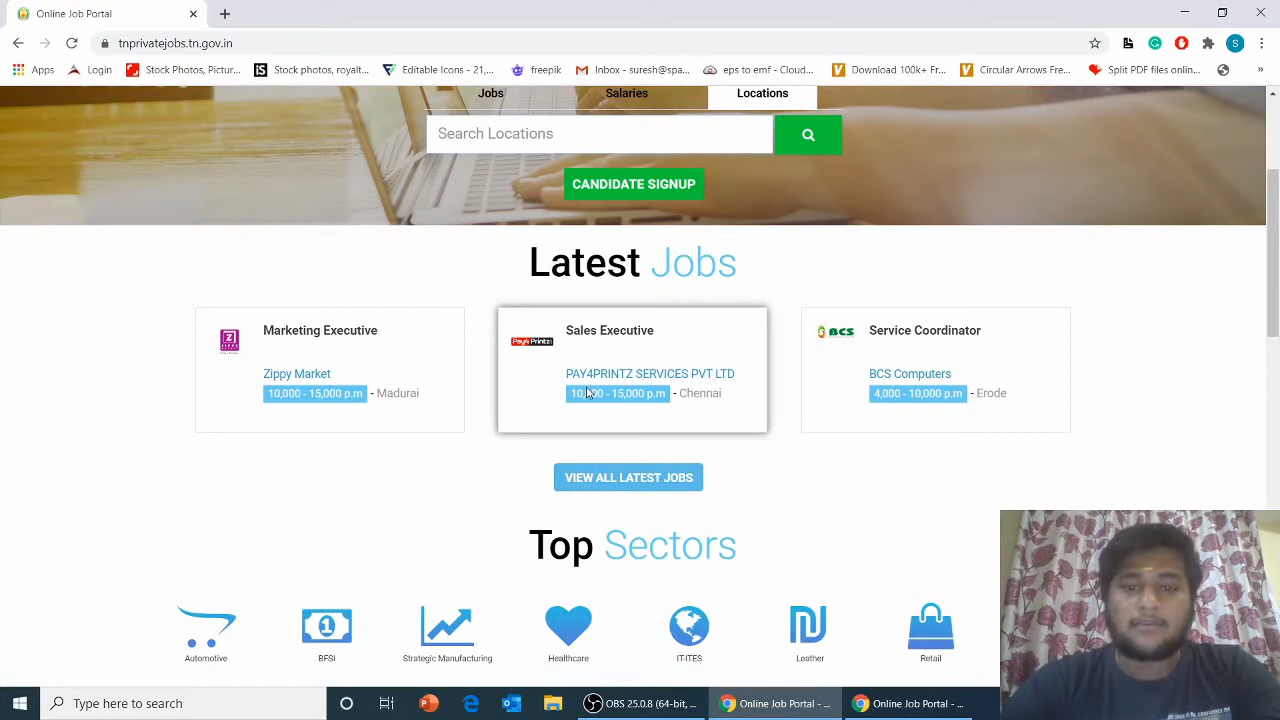 Online Job Portal
tnprivatejobs.tn.gov.in
Apps Login Stock Photos, Pictur... Stock photos, royalt... Editable Icons - 21,... freepik Inbox - suresh@spa... eps to emf - Cloud... Download 100k+ Fr... Circular Arrows Free... Split PDF files onlin...
Jobs Salaries Locations
Search Locations
CANDIDATE SIGNUP
Latest Jobs
Marketing Executive
Zippy Market
10,000 - 15,000 p.m - Madurai
Pay4Printz
Sales Executive
PAY4PRINTZ SERVICES PVT LTD
10,000 - 15,000 p.m - Chennai
BCS
Service Coordinator
BCS Computers
4,000 - 10,000 p.m - Erode
VIEW ALL LATEST JOBS
Top Sectors
Automotive BFSI Strategic Manufacturing Healthcare IT-ITES Leather Retail
Type here to search OBS 25.0.8 (64-bit, ... Online Job Portal - ... Online Job Portal - ...